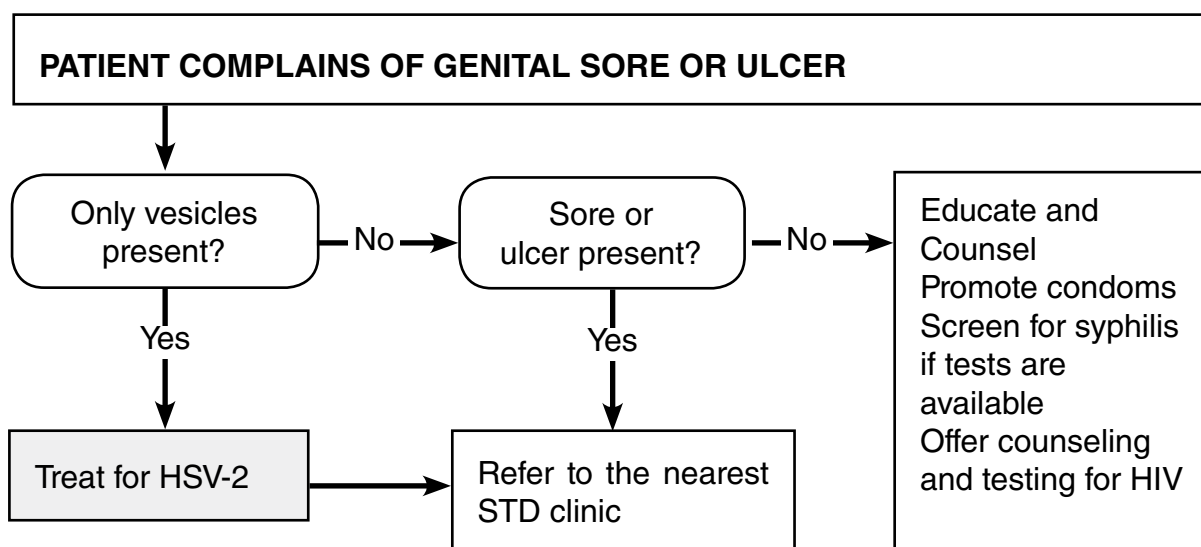 PATIENT COMPLAINS OF GENITAL SORE OR ULCER
Only vesicles
present?
No
Sore or
ulcer present?
No
Educate and
Counsel
Promote condoms
Screen for syphilis
if tests are
available
Offer counseling
and testing for HIV
Yes
Yes
Treat for HSV-2
Refer to the nearest
STD clinic